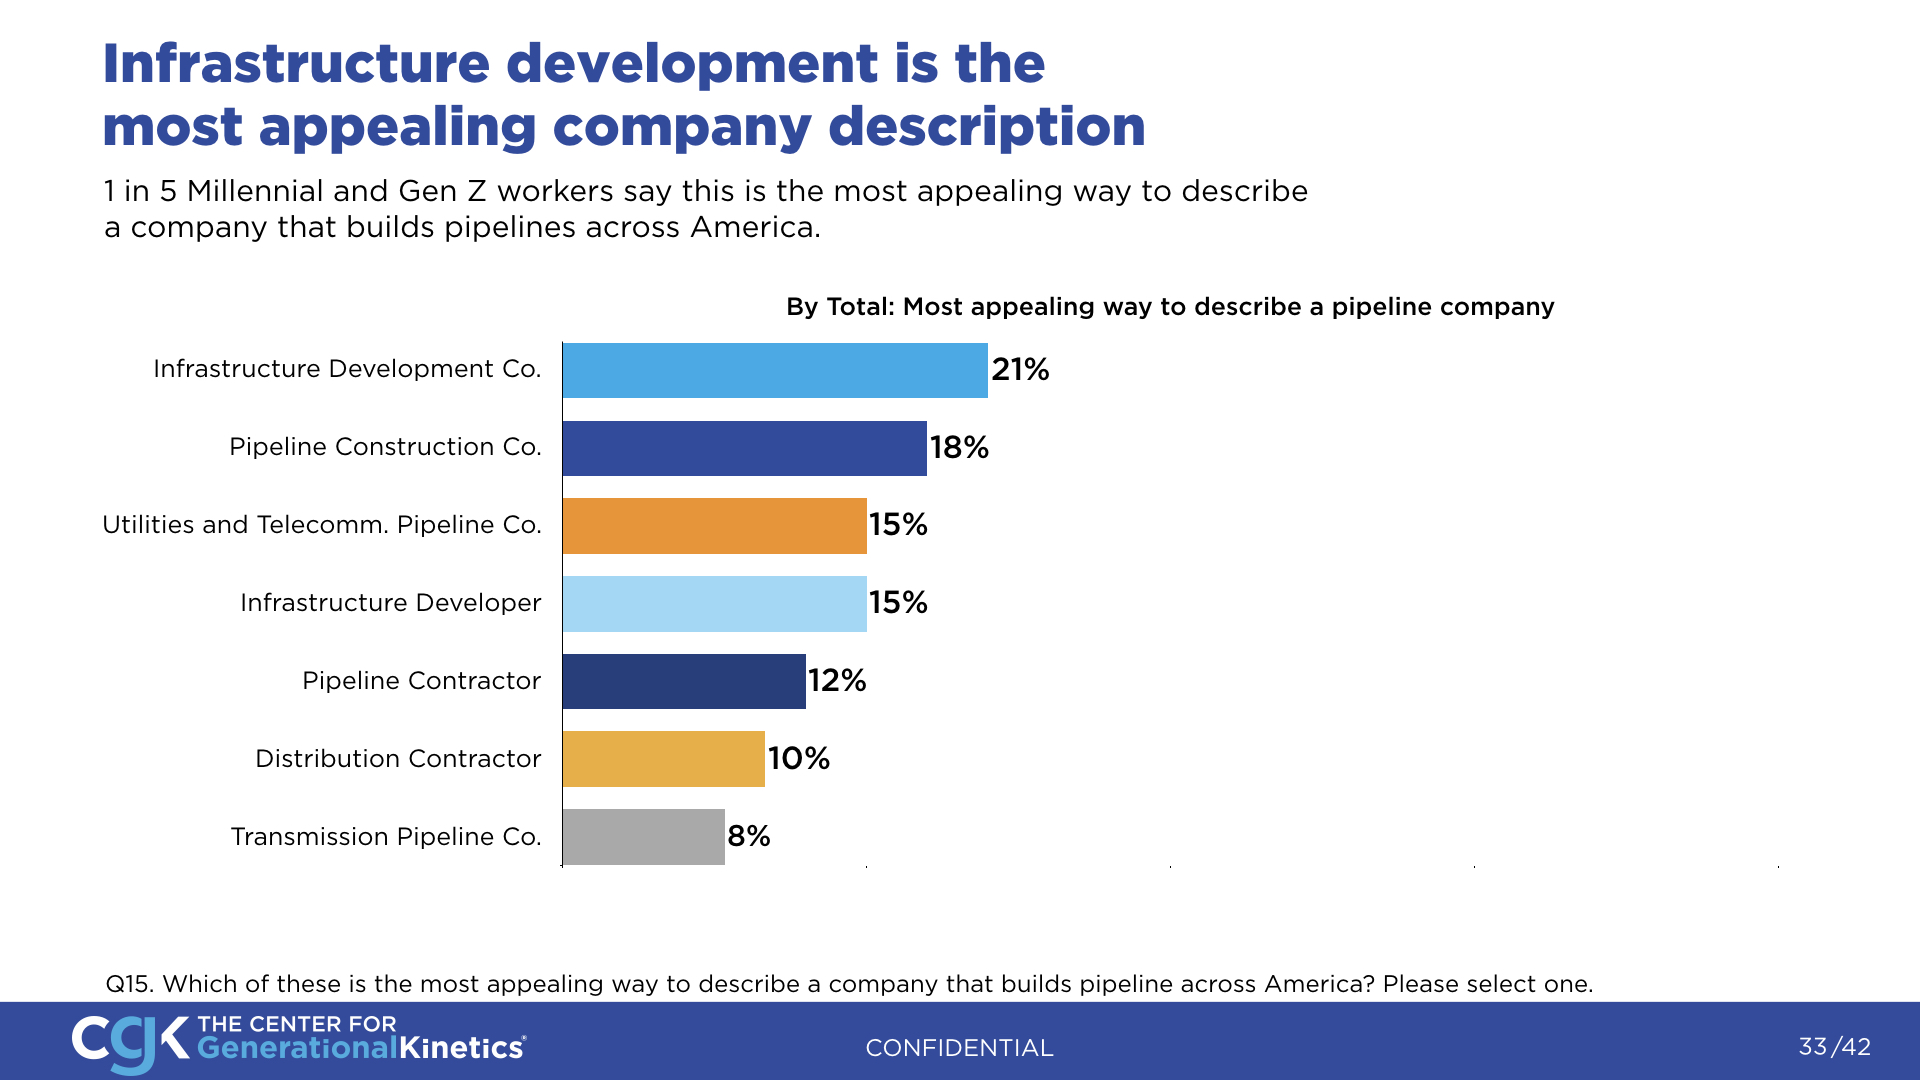 Infrastructure development is the
most appealing company description
1 in 5 Millennial and Gen Z workers say this is the most appealing way to describe
a company that builds pipelines across America.
By Total: Most appealing way to describe a pipeline company
Infrastructure Development Co. 21%
Pipeline Construction Co. 18%
Utilities and Telecomm. Pipeline Co. 15%
Infrastructure Developer 15%
Pipeline Contractor 12%
Distribution Contractor 10%
Transmission Pipeline Co. 8%
Q15. Which of these is the most appealing way to describe a company that builds pipeline across America? Please select one.
cgk THE CENTER FOR
GenerationalKinetics®
CONFIDENTIAL
33/42